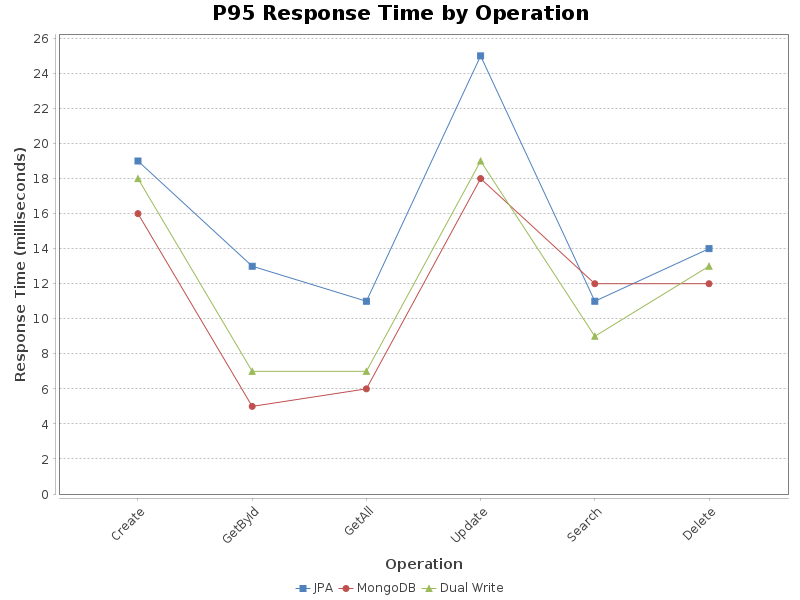 P95 Response Time by Operation
Response Time (milliseconds)
26
24
22
20
18
16
14
12
10
8
6
4
2
0
Create
GetById
GetAll
Update
Search
Delete
Operation
JPA MongoDB Dual Write